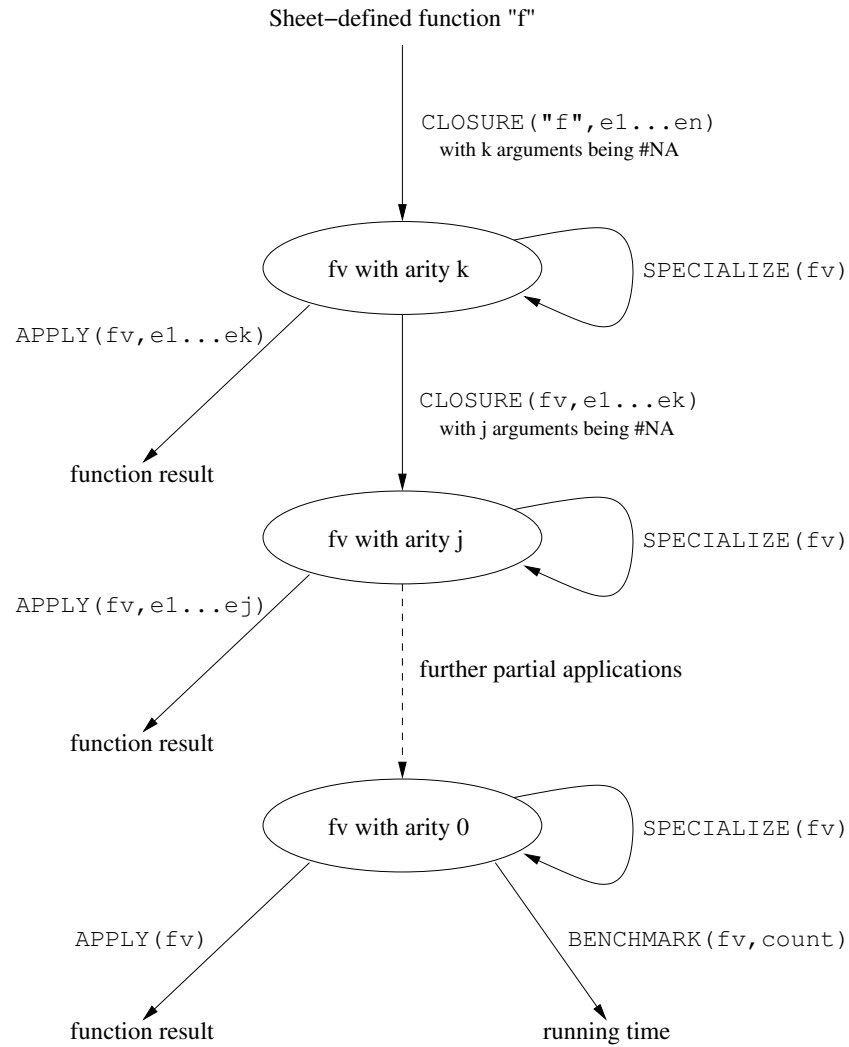 Sheet−defined function "f"
CLOSURE("f",e1...en)
with k arguments being #NA
fv with arity k
SPECIALIZE(fv)
APPLY(fv,e1...ek)
CLOSURE(fv,e1...ek)
with j arguments being #NA
function result
fv with arity j
SPECIALIZE(fv)
APPLY(fv,e1...ej)
further partial applications
function result
fv with arity 0
SPECIALIZE(fv)
APPLY(fv)
BENCHMARK(fv,count)
function result
running time